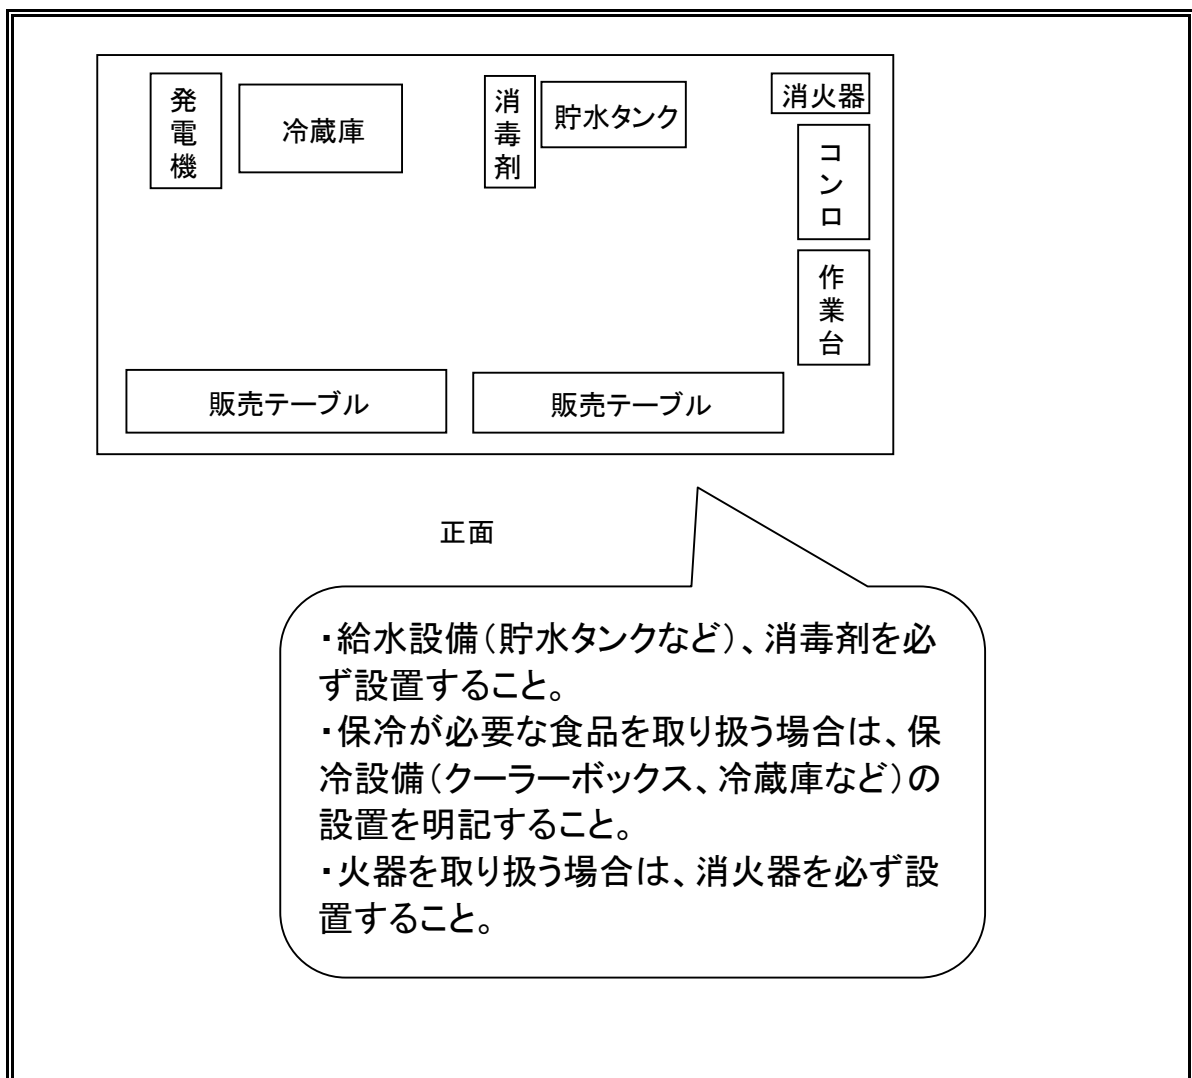 発電機
冷蔵庫
消毒剤
貯水タンク
消火器
コンロ
作業台
販売テーブル
販売テーブル
正面
・給水設備（貯水タンクなど）、消毒剤を必
ず設置すること。
・保冷が必要な食品を取り扱う場合は、保
冷設備（クーラーボックス、冷蔵庫など）の
設置を明記すること。
・火器を取り扱う場合は、消火器を必ず設
置すること。